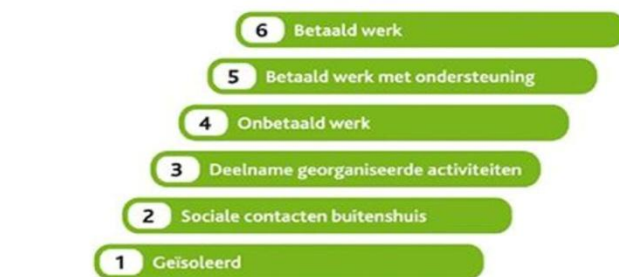 6 Betaald werk
5 Betaald werk met ondersteuning
4 Onbetaald werk
3 Deelname georganiseerde activiteiten
2 Sociale contacten buitenshuis
1 Geïsoleerd